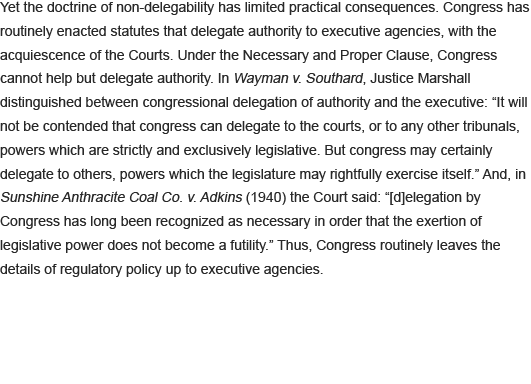 Yet the doctrine of non-delegability has limited practical consequences. Congress has
routinely enacted statutes that delegate authority to executive agencies, with the
acquiescence of the Courts. Under the Necessary and Proper Clause, Congress
cannot help but delegate authority. In Wayman v. Southard, Justice Marshall
distinguished between congressional delegation of authority and the executive: “It will
not be contended that congress can delegate to the courts, or to any other tribunals,
powers which are strictly and exclusively legislative. But congress may certainly
delegate to others, powers which the legislature may rightfully exercise itself.” And, in
Sunshine Anthracite Coal Co. v. Adkins (1940) the Court said: “[d]elegation by
Congress has long been recognized as necessary in order that the exertion of
legislative power does not become a futility.” Thus, Congress routinely leaves the
details of regulatory policy up to executive agencies.